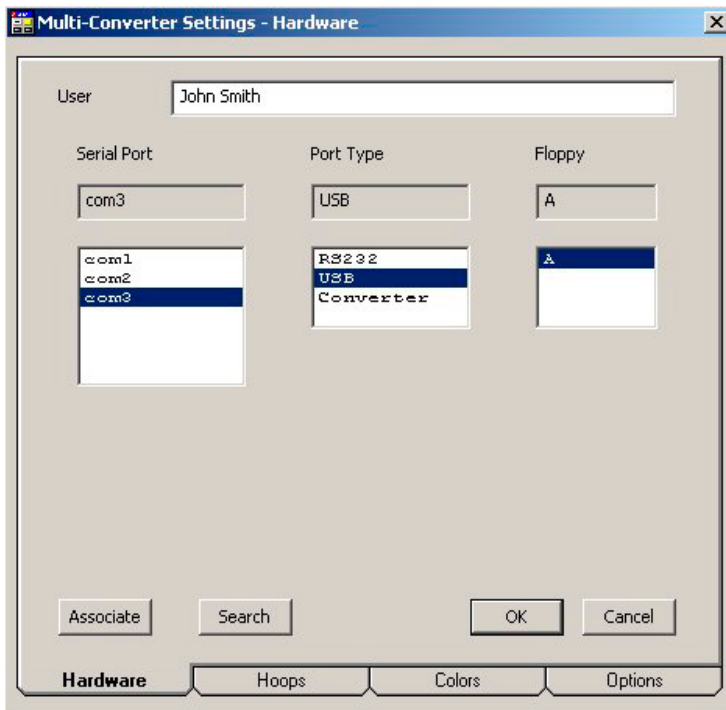 Multi-Converter Settings - Hardware
User John Smith
Serial Port Port Type Floppy
com3 USB A
com1 RS232 A
com2 USB
com3 Converter
Associate Search OK Cancel
Hardware Hoops Colors Options